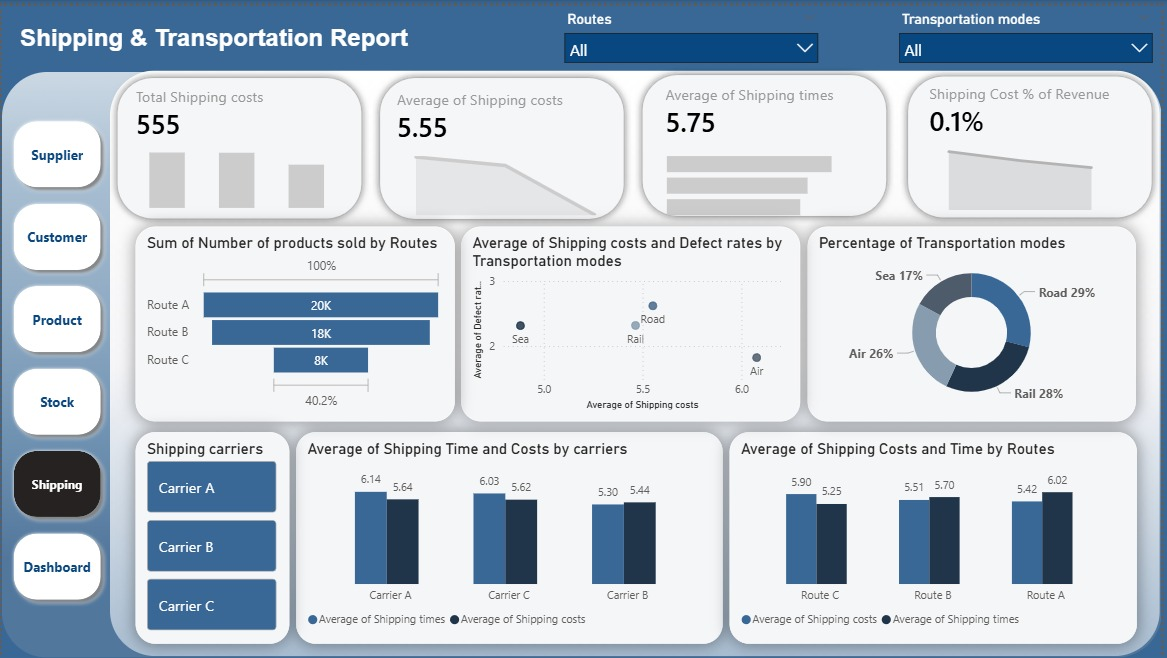 Shipping & Transportation Report
Routes
All
Transportation modes
All
Supplier
Customer
Product
Stock
Shipping
Dashboard
Total Shipping costs
555
Average of Shipping costs
5.55
Average of Shipping times
5.75
Shipping Cost % of Revenue
0.1%
Sum of Number of products sold by Routes
100%
Route A
20K
Route B
18K
Route C
8K
40.2%
Average of Shipping costs and Defect rates by
Transportation modes
Average of Defect rat...
3
2
Sea
Road
Rail
Air
5.0
5.5
6.0
Average of Shipping costs
Percentage of Transportation modes
Sea 17%
Road 29%
Air 26%
Rail 28%
Shipping carriers
Carrier A
Carrier B
Carrier C
Average of Shipping Time and Costs by carriers
6.14
5.64
6.03
5.62
5.30
5.44
Carrier A
Carrier C
Carrier B
Average of Shipping times
Average of Shipping costs
Average of Shipping Costs and Time by Routes
5.90
5.25
5.51
5.70
5.42
6.02
Route C
Route B
Route A
Average of Shipping costs
Average of Shipping times